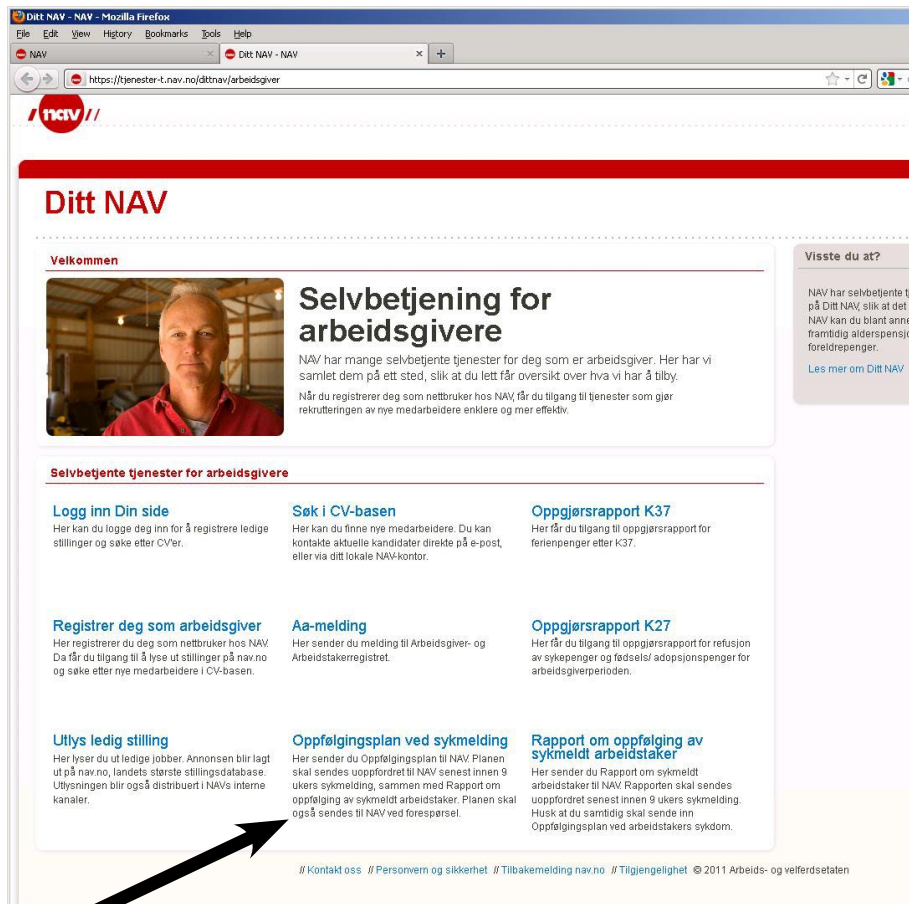 Ditt NAV - NAV - Mozilla Firefox
File Edit View History Bookmarks Tools Help
NAV
Ditt NAV - NAV
https://tjenester-t.nav.no/dittnav/arbeidsgiver
nav
Ditt NAV
Velkommen
Selvbetjening for
arbeidsgivere
NAV har mange selvbetjente tjenester for deg som er arbeidsgiver. Her har vi
samlet dem på ett sted, slik at du lett får oversikt over hva vi har å tilby.
Når du registrerer deg som nettbruker hos NAV, får du tilgang til tjenester som gjør
rekrutteringen av nye medarbeidere enklere og mer effektiv.
Visste du at?
NAV har selvbetjente
på Ditt NAV, slik at det
NAV kan du blant
framtidig
foreldrepenger.
Les mer om Ditt NAV
Selvbetjente tjenester for arbeidsgivere
Logg inn Din side
Her kan du logge deg inn for å registrere ledige
stillinger og søke etter CV'er.
Søk i CV-basen
Her kan du finne nye medarbeidere. Du kan
kontakte aktuelle kandidater direkte på e-post,
eller via ditt lokale NAV-kontor.
Oppgjørsrapport K37
Her får du tilgang til oppgjørsrapport for
ferienpenger etter K37.
Registrer deg som arbeidsgiver
Her registrerer du deg som nettbruker hos NAV.
Da får du tilgang til å lyse ut stillinger på nav.no
og søke etter nye medarbeidere i CV-basen.
Aa-melding
Her sender du melding til Arbeidsgiver- og
Arbeidstakerregistret.
Oppgjørsrapport K27
Her får du tilgang til oppgjørsrapport for refusjon
av sykepenger og fødsels/ adopsjonspenger for
arbeidsgiverperioden.
Utlys ledig stilling
Her lyser du ut ledige jobber. Annonsen blir lagt
ut på nav.no, landets største stillingsdatabase.
Utlysningen blir også distribuert i NAVs interne
kanaler.
Oppfølgingsplan ved sykmelding
Her sender du Oppfølgingsplan til NAV. Planen
skal sendes uoppfordret til NAV senest innen 9
ukers sykmelding, sammen med Rapport om
oppfølging av sykmeldt arbeidstaker. Planen skal
også sendes til NAV ved forespørsel.
Rapport om oppfølging av
sykmeldt arbeidstaker
Her sender du Rapport om sykmeldt
arbeidstaker til NAV. Rapporten skal sendes
uoppfordret senest innen 9 ukers sykmelding.
Husk at du samtidig skal sende inn
Oppfølgingsplan ved arbeidstakers sykdom.
// Kontakt oss // Personvern og sikkerhet // Tilbakemelding nav.no // Tilgjengelighet © 2011 Arbeids- og velferdsetaten